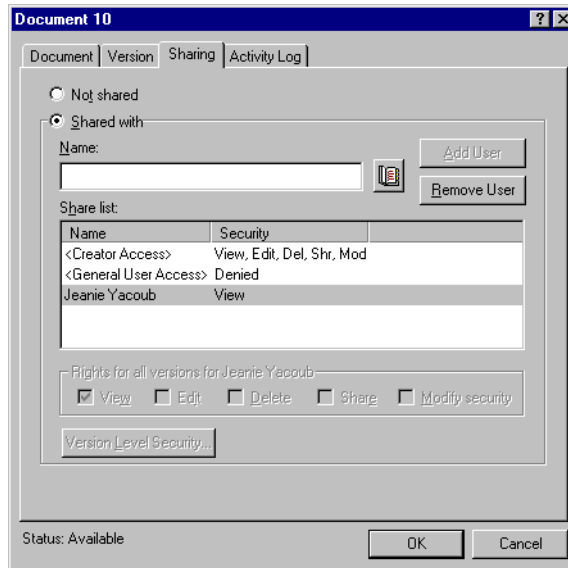 Document 10
Document Version Sharing Activity Log
Not shared
Shared with
Name:
Add User
Remove User
Share list:
Name Security
<Creator Access> View, Edit, Del, Shr, Mod
<General User Access> Denied
Jeanie Yacoub View
Rights for all versions for Jeanie Yacoub
View Edit Delete Share Modify security
Version Level Security...
Status: Available
OK Cancel